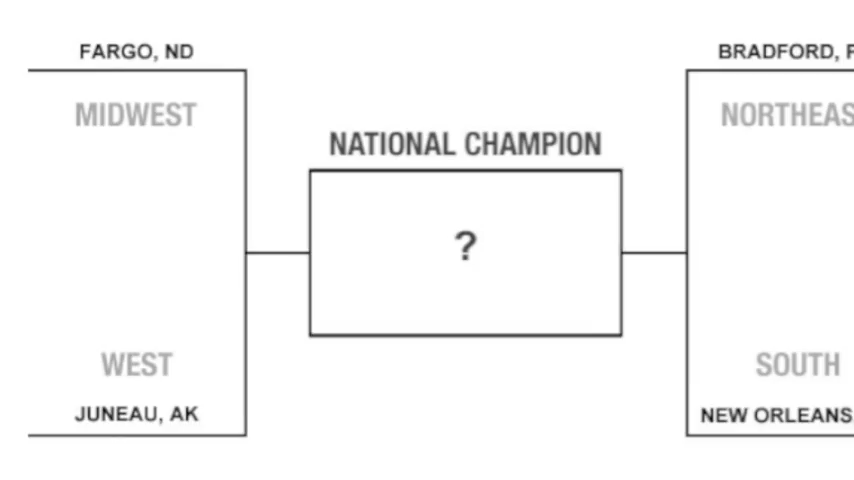 FARGO, ND
MIDWEST
WEST
JUNEAU, AK
NATIONAL CHAMPION
?
BRADFORD,
NORTHEAS
SOUTH
NEW ORLEANS